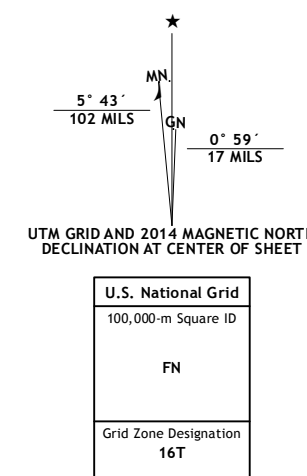 MN.
5° 43´
102 MILS
GN
0° 59´
17 MILS
UTM GRID AND 2014 MAGNETIC NORTH
DECLINATION AT CENTER OF SHEET
U.S. National Grid
100,000-m Square ID
FN
Grid Zone Designation
16T